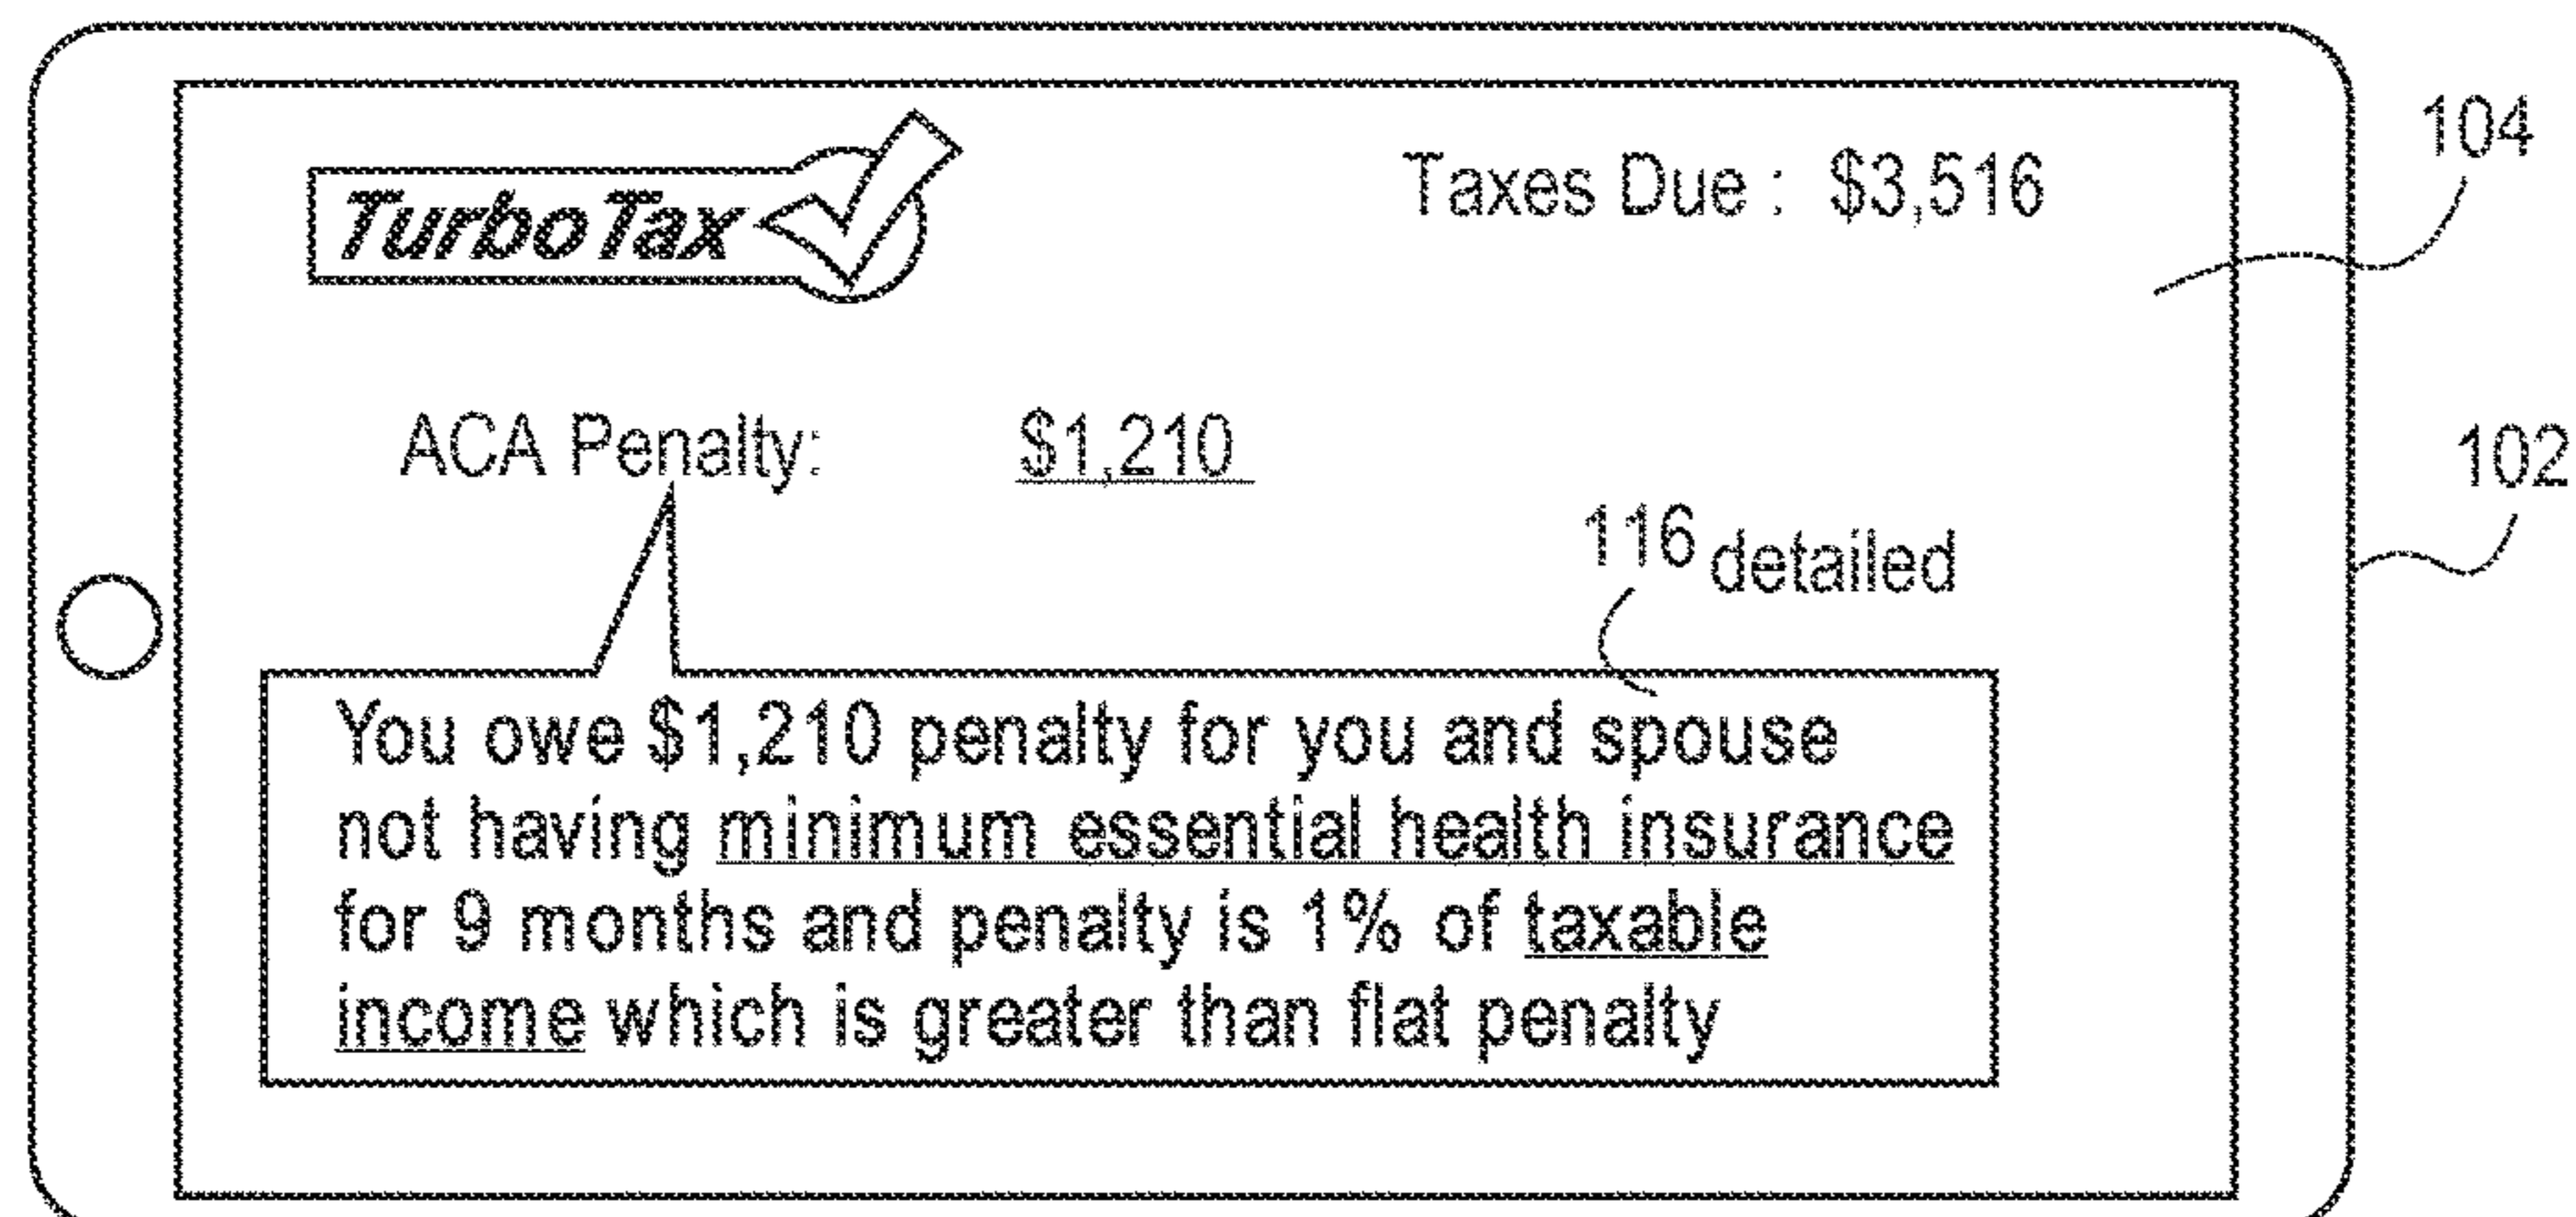 TurboTax
Taxes Due : $3,516
104
ACA Penalty: $1,210
102
116 detailed
You owe $1,210 penalty for you and spouse
not having minimum essential health insurance
for 9 months and penalty is 1% of taxable
income which is greater than flat penalty